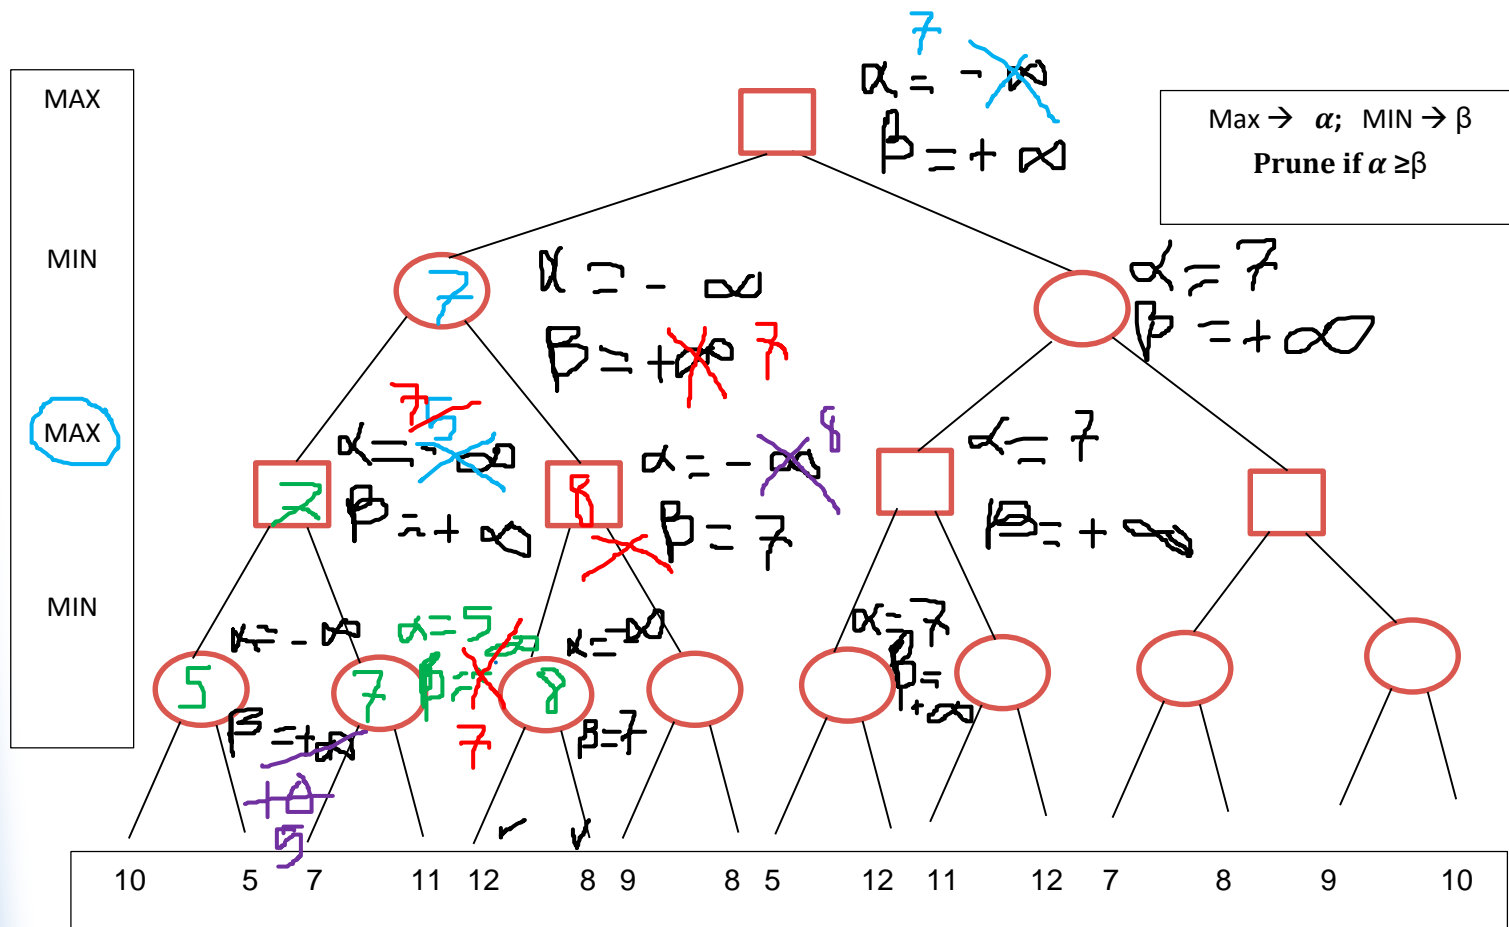 7
α = - ∞
β = + ∞
MAX
Max → α; MIN → β
Prune if α ≥β
MIN
7
α = - ∞
β = +∞ 7
α = 7
β = + ∞
7 5
MAX
α = - ∞
β = + ∞
7
8
α = - ∞ 8
β = 7
α = 7
β = + ∞
MIN
α = - ∞
5
β = +∞
5
α = 5
β = ∞
7
7
α = -∞
8
β = 7
α = 7
β =
+ ∞
10 5 7 11 12 8 9 8 5 12 11 12 7 8 9 10